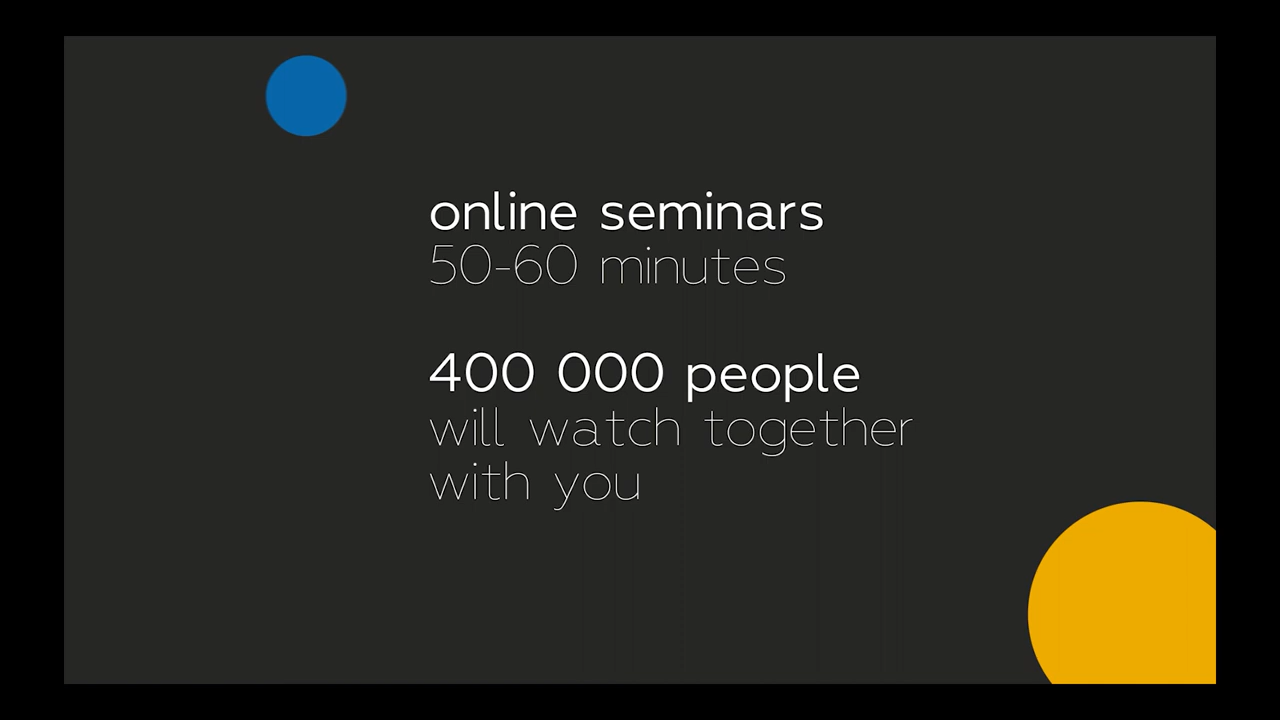 online seminars
50-60 minutes
400 000 people
will watch together
with you